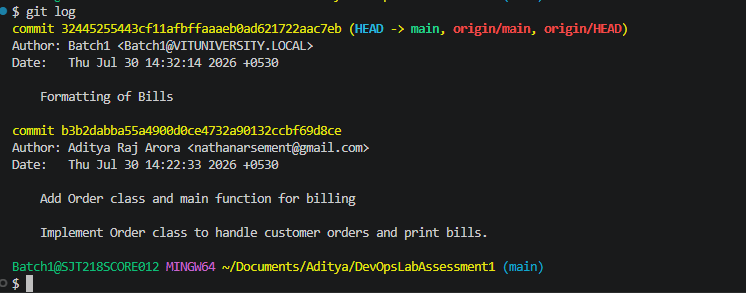 $ git log
commit 32445255443cf11afbffaaaeb0ad621722aac7eb (HEAD -> main, origin/main, origin/HEAD)
Author: Batch1 <Batch1@VITUNIVERSITY.LOCAL>
Date:   Thu Jul 30 14:32:14 2026 +0530
Formatting of Bills
commit b3b2dabba55a4900d0ce4732a90132ccbf69d8ce
Author: Aditya Raj Arora <nathanarsement@gmail.com>
Date:   Thu Jul 30 14:22:33 2026 +0530
Add Order class and main function for billing
Implement Order class to handle customer orders and print bills.
Batch1@SJT218SCORE012 MINGW64 ~/Documents/Aditya/DevOpsLabAssessment1 (main)
$